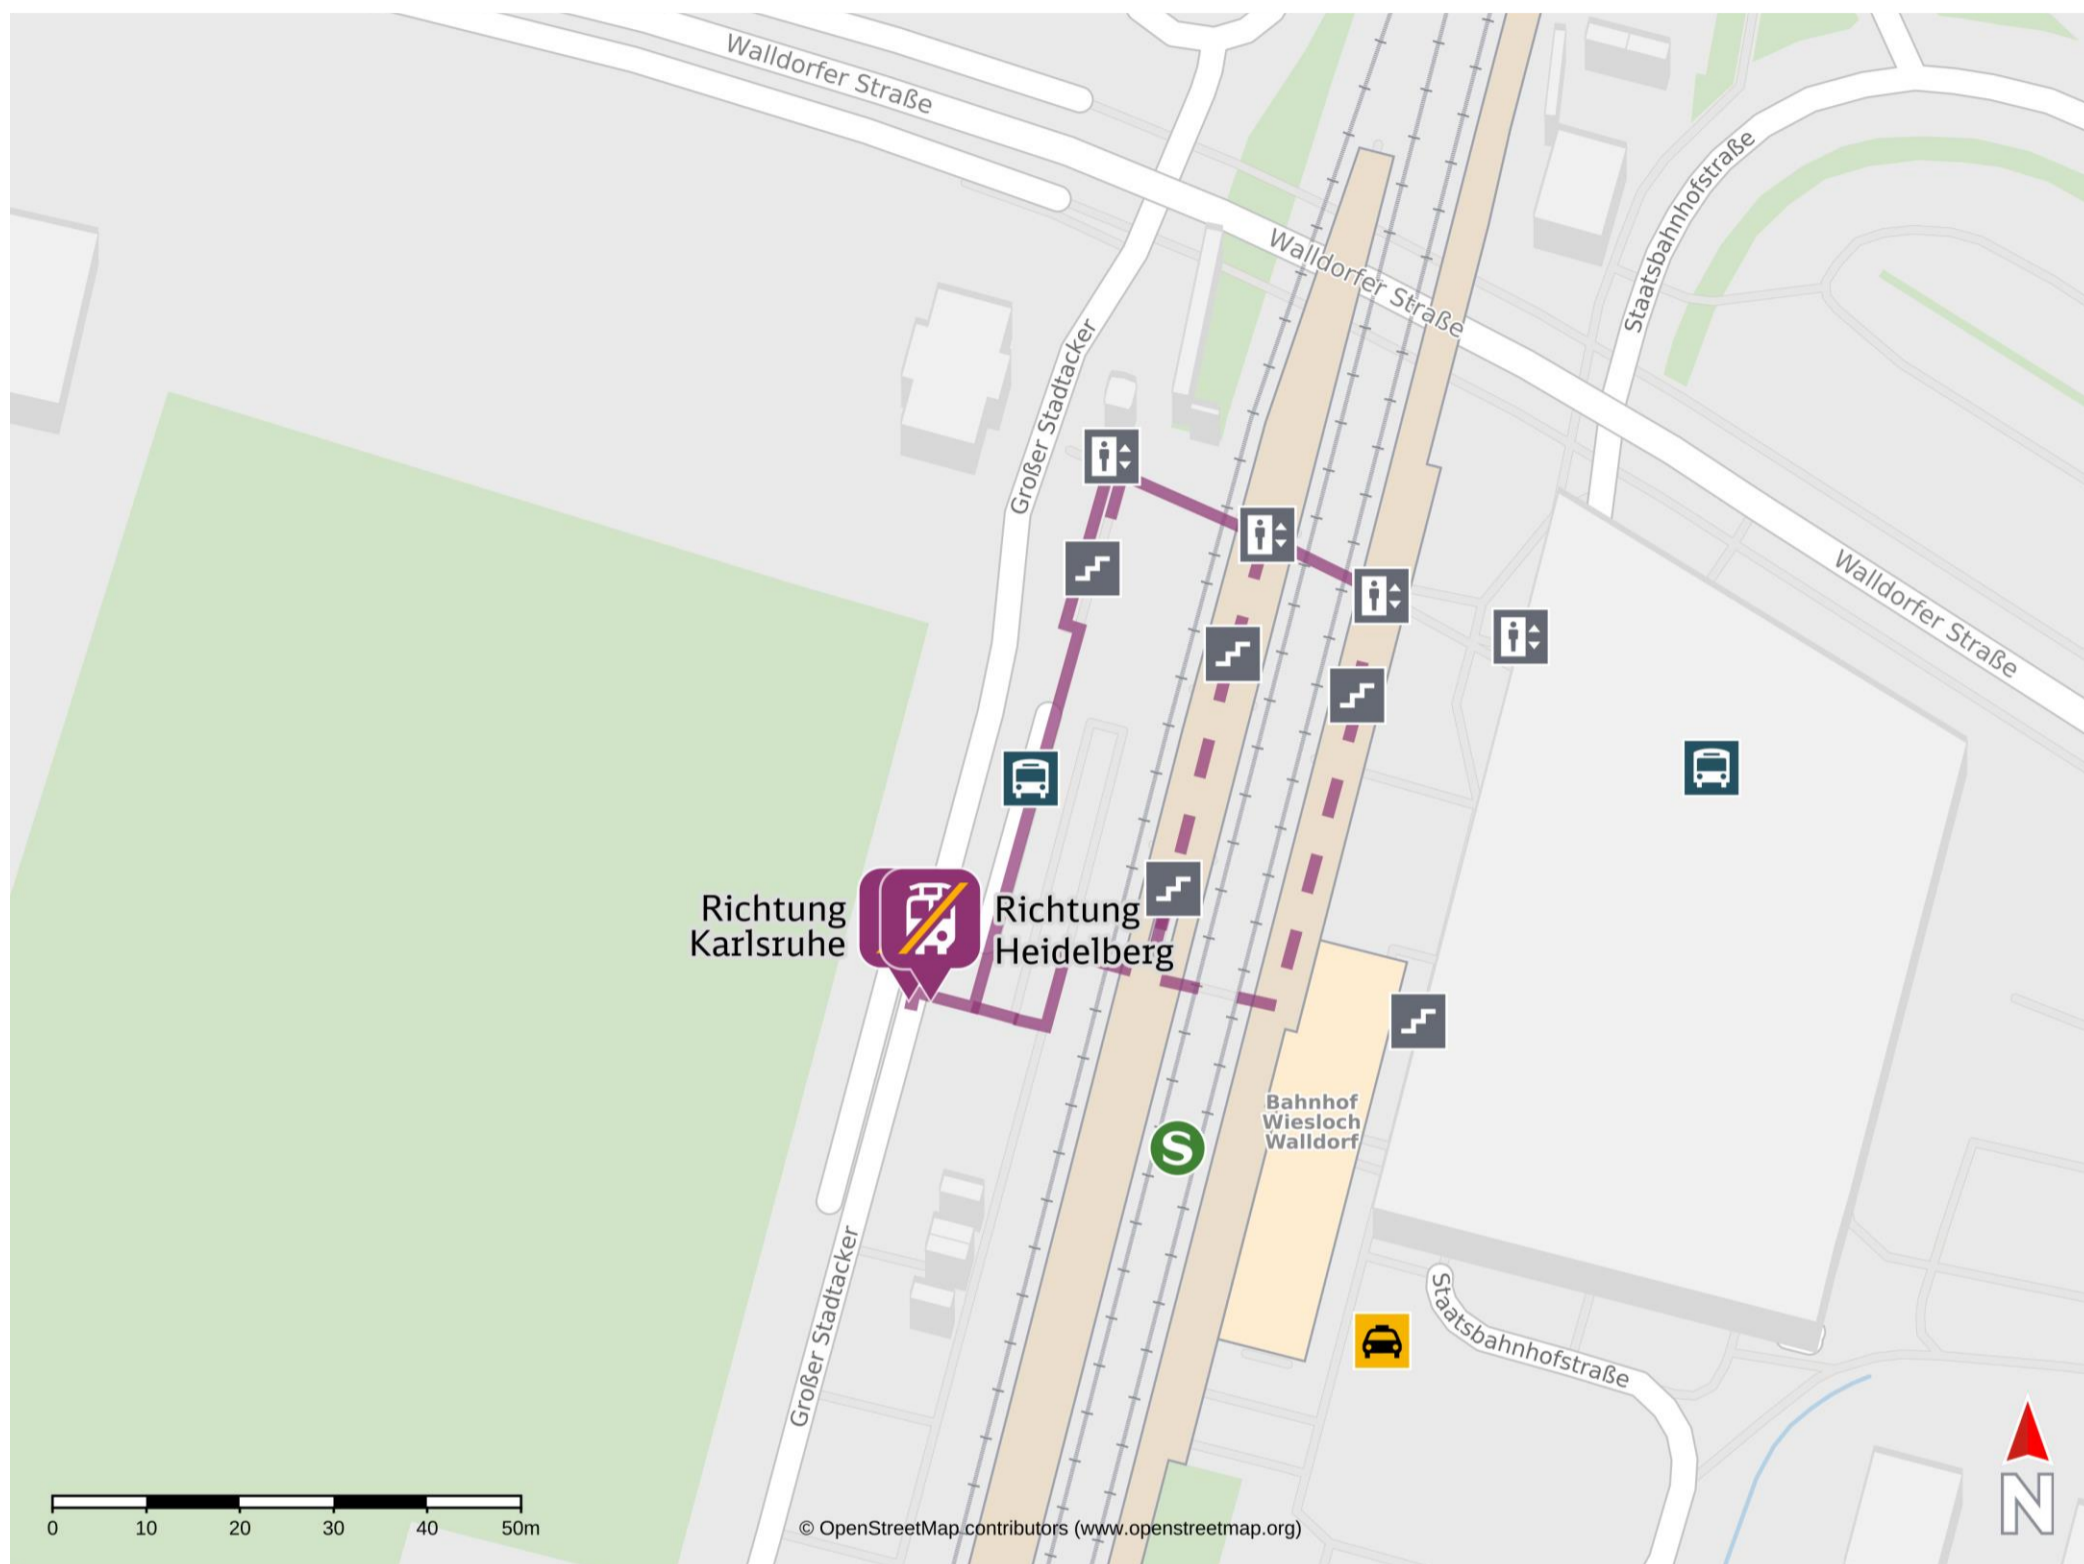 Walldorfer Straße
Walldorfer Straße
Staatsbahnhofstraße
Großer Stadtacker
Walldorfer Straße
Richtung
Karlsruhe
Richtung
Heidelberg
Bahnhof
Wiesloch
Walldorf
S
Großer Stadtacker
Staatsbahnhofstraße
0 10 20 30 40 50m
© OpenStreetMap contributors (www.openstreetmap.org)
N